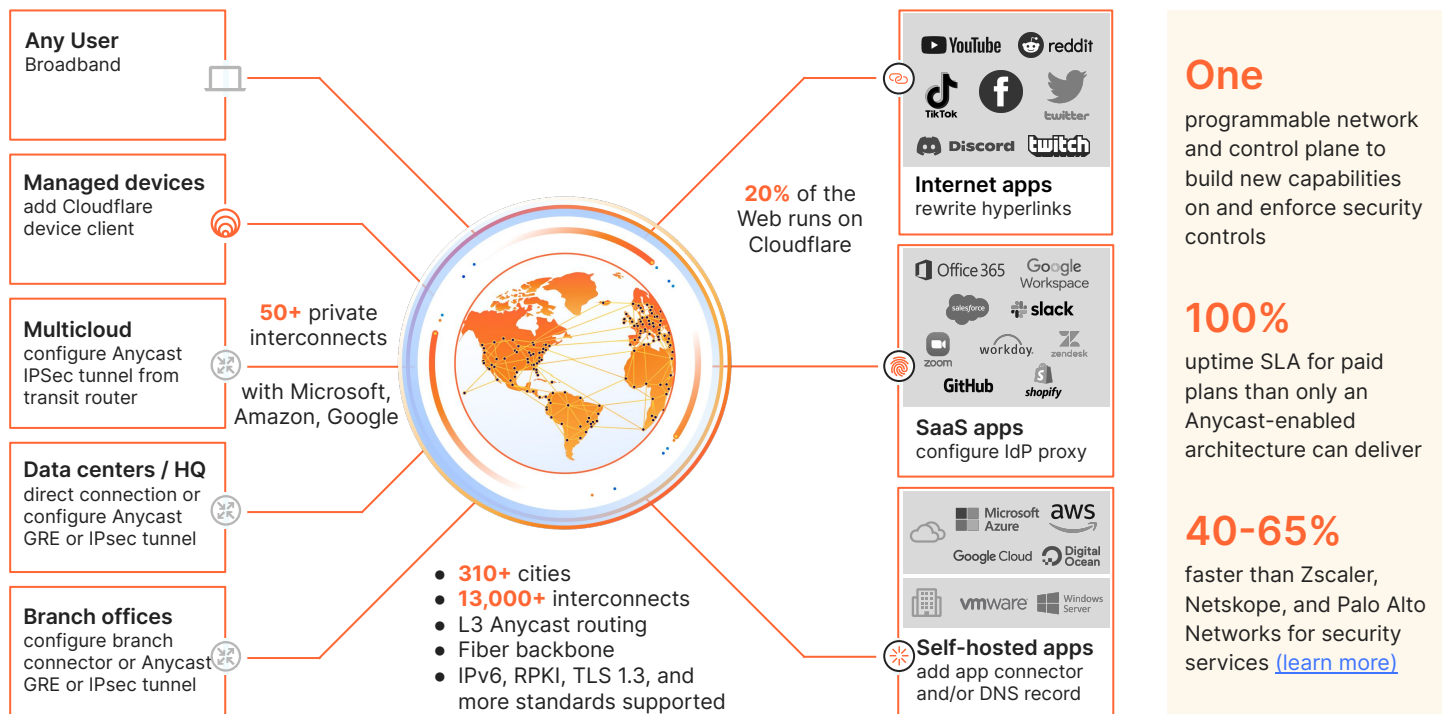 Any User
Broadband
Managed devices
add Cloudflare
device client
Multicloud
configure Anycast
IPSec tunnel from
transit router
Data centers / HQ
direct connection or
configure Anycast
GRE or IPsec tunnel
Branch offices
configure branch
connector or Anycast
GRE or IPsec tunnel
50+ private
interconnects
with Microsoft,
Amazon, Google
310+ cities
13,000+ interconnects
L3 Anycast routing
Fiber backbone
IPv6, RPKI, TLS 1.3, and
more standards supported
20% of the
Web runs on
Cloudflare
YouTube
reddit
TikTok
twitter
Discord
twitch
Internet apps
rewrite hyperlinks
Office 365
Google
Workspace
salesforce
slack
zoom
workday.
zendesk
GitHub
shopify
SaaS apps
configure IdP proxy
Microsoft
Azure
aws
Google Cloud
Digital
Ocean
vmware
Windows
Server
Self-hosted apps
add app connector
and/or DNS record
One
programmable network
and control plane to
build new capabilities
on and enforce security
controls
100%
uptime SLA for paid
plans than only an
Anycast-enabled
architecture can deliver
40-65%
faster than Zscaler,
Netskope, and Palo Alto
Networks for security
services (learn more)